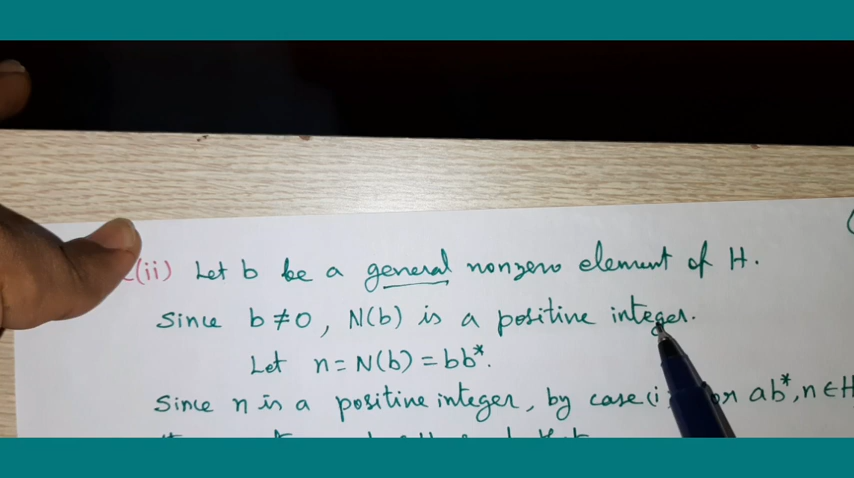 (ii) Let b be a general nonzero element of H.
Since b ≠ 0, N(b) is a positive integer.
Let n = N(b) = bb*.
Since n is a positive integer, by case (i) ab*, n ∈ H